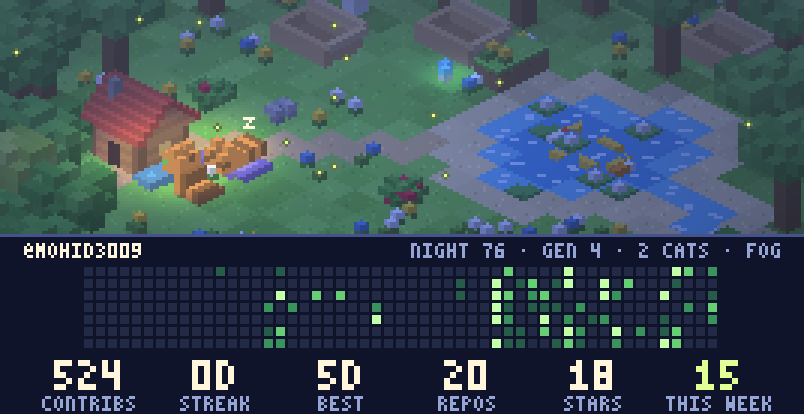 Z
@MOHID3009
NIGHT 76 · GEN 4 · 2 CATS · FOG
524 0D 5D 20 18 15
CONTRIBS STREAK BEST REPOS STARS THIS WEEK